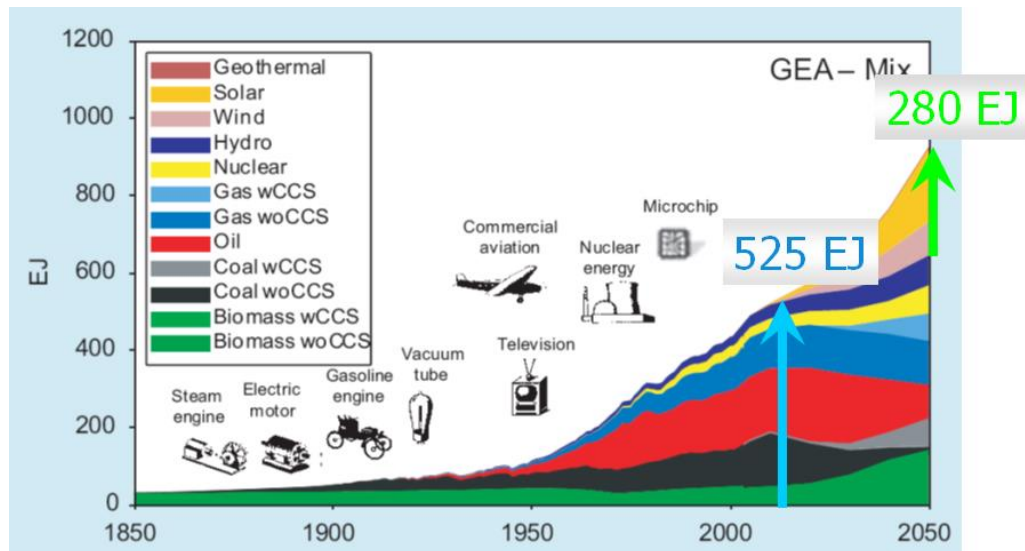 1200
1000
800
600
400
200
0
EJ
Geothermal
Solar
Wind
Hydro
Nuclear
Gas wCCS
Gas woCCS
Oil
Coal wCCS
Coal woCCS
Biomass wCCS
Biomass woCCS
GEA – Mix
280 EJ
525 EJ
Steam
engine
Electric
motor
Gasoline
engine
Vacuum
tube
Television
Commercial
aviation
Nuclear
energy
Microchip
1850
1900
1950
2000
2050